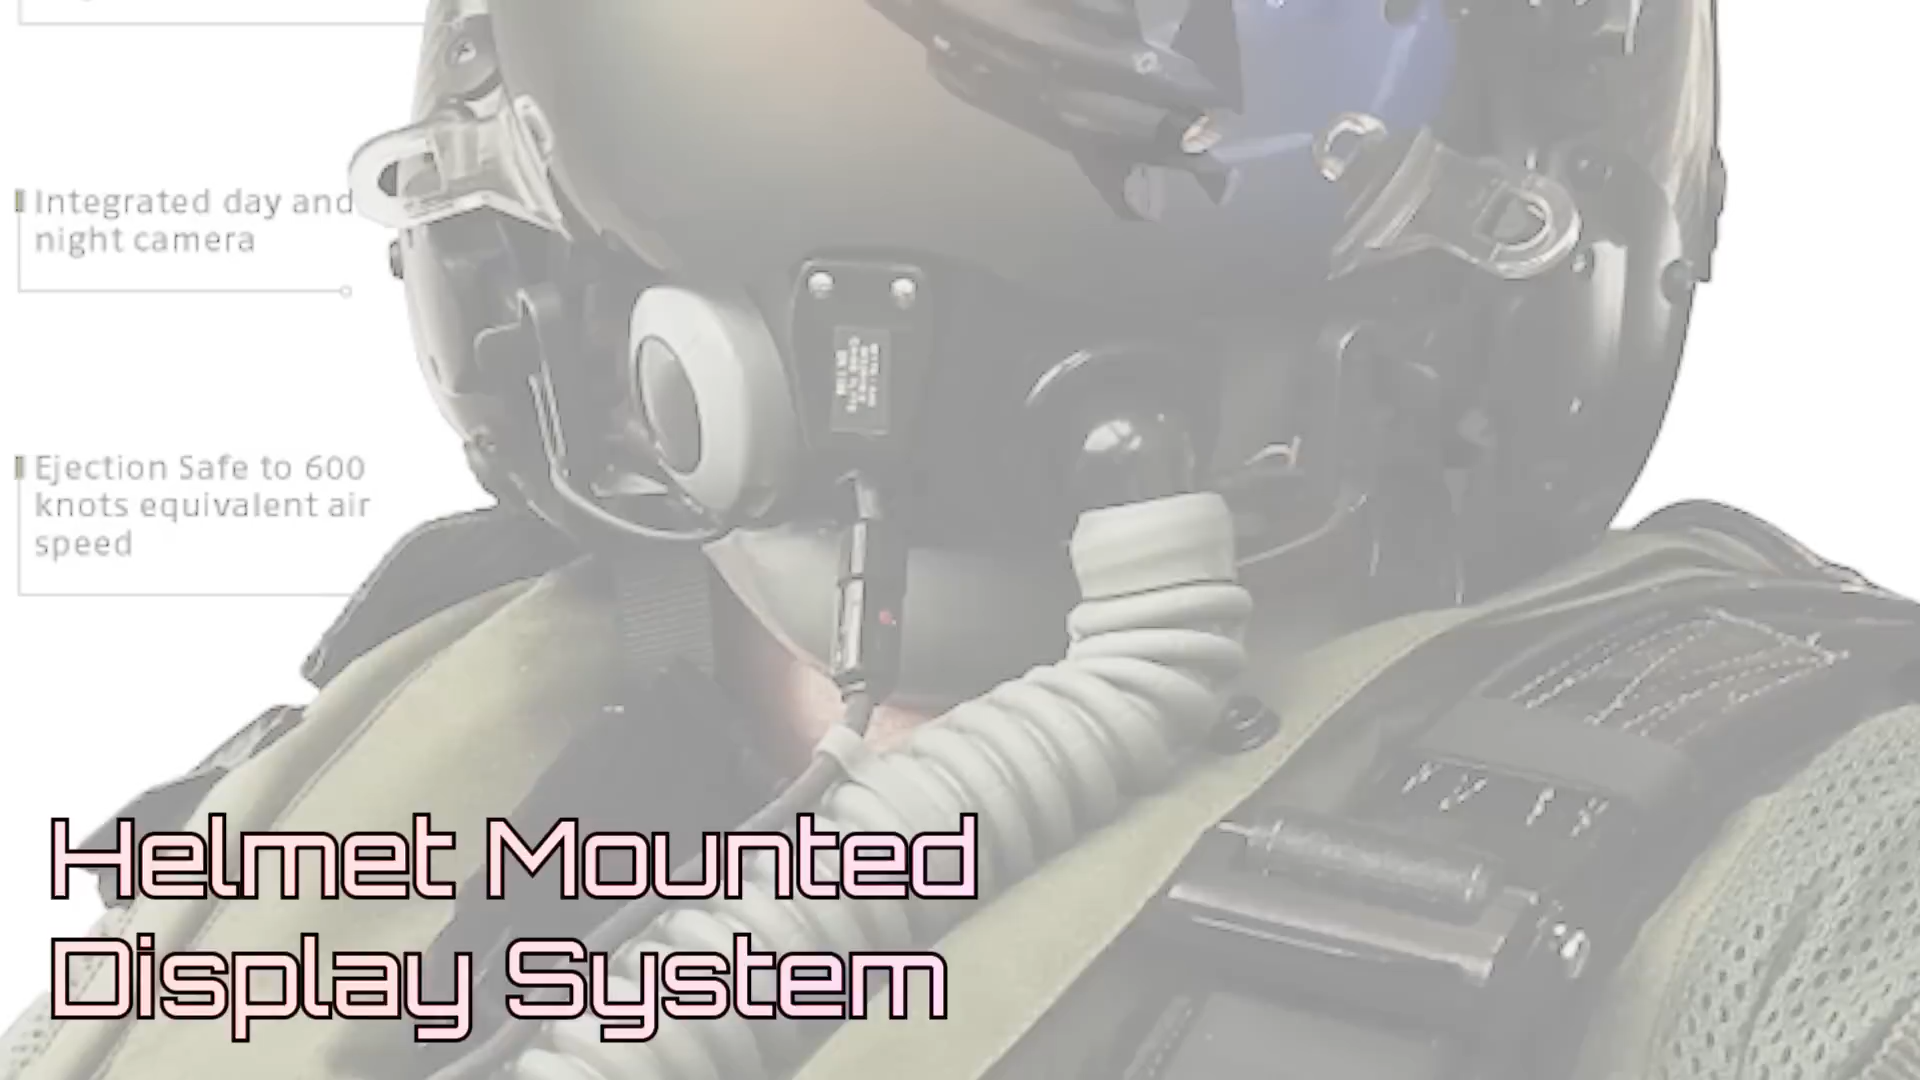 Integrated day and
night camera
Ejection Safe to 600
knots equivalent air
speed
Helmet Mounted
Display System